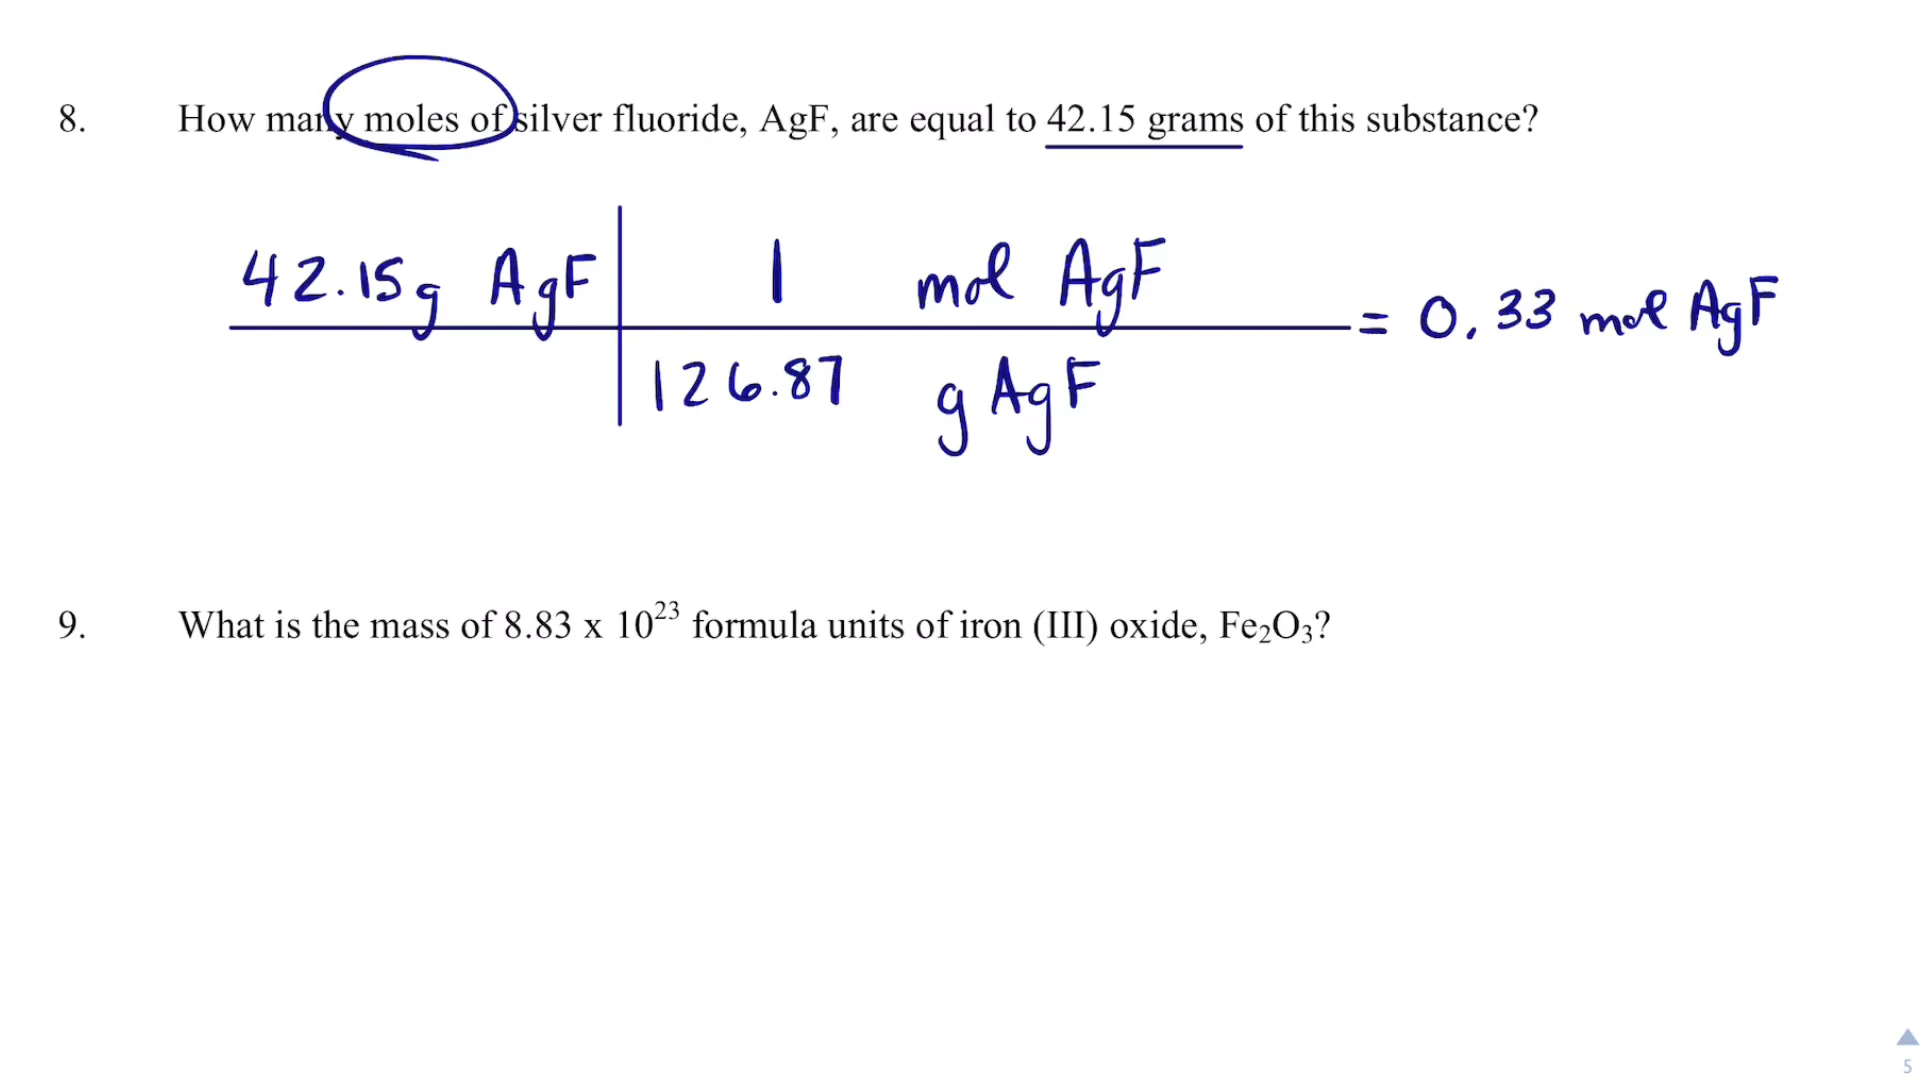 8. How many moles of silver fluoride, AgF, are equal to 42.15 grams of this substance?
42.15g AgF | 1 mol AgF
126.87 g AgF
= 0.33 mol AgF
9. What is the mass of 8.83 x 10²³ formula units of iron (III) oxide, Fe₂O₃?
5